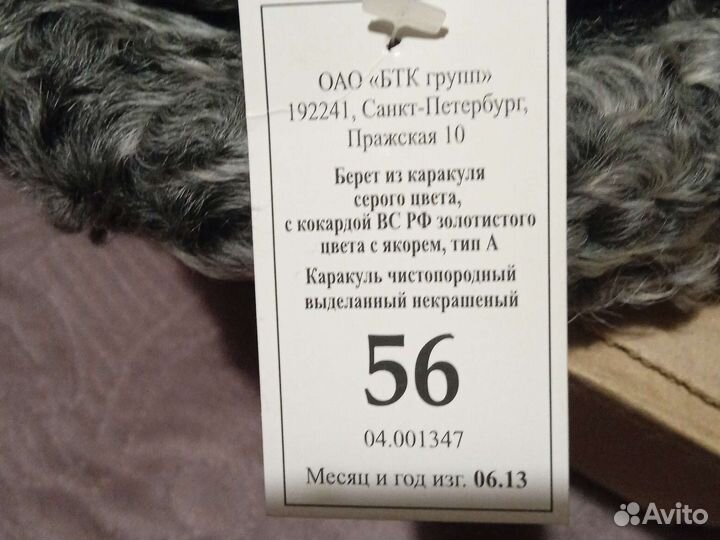 ОАО «БТК групп»
192241, Санкт-Петербург,
Пражская 10
Берет из каракуля
серого цвета,
с кокардой ВС РФ золотистого
цвета с якорем, тип А
Каракуль чистопородный
выделанный некрашеный
56
04.001347
Месяц и год изг. 06.13
Avito